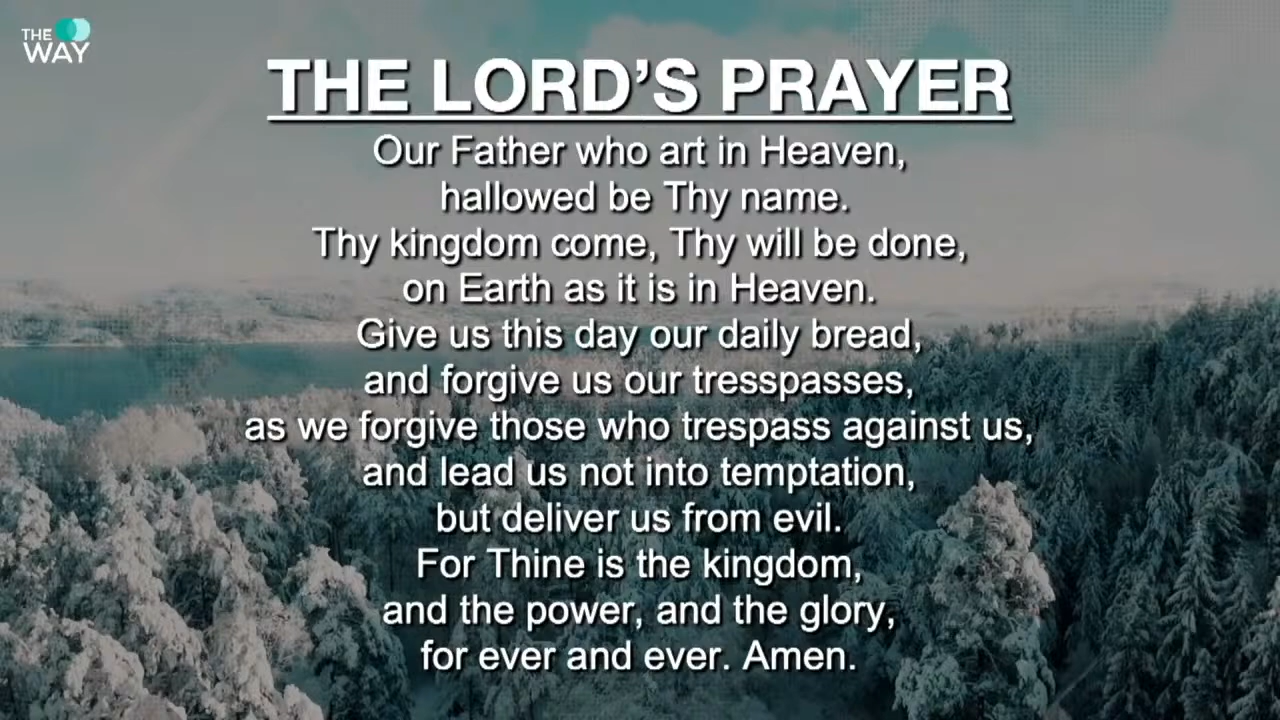 THE
WAY
THE LORD'S PRAYER
Our Father who art in Heaven,
hallowed be Thy name.
Thy kingdom come, Thy will be done,
on Earth as it is in Heaven.
Give us this day our daily bread,
and forgive us our tresspasses,
as we forgive those who trespass against us,
and lead us not into temptation,
but deliver us from evil.
For Thine is the kingdom,
and the power, and the glory,
for ever and ever. Amen.